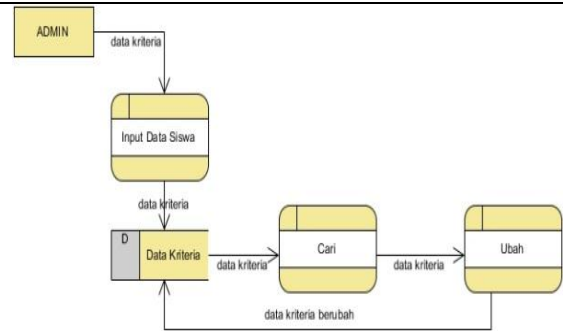 ADMIN
data kriteria
Input Data Siswa
data kriteria
D
Data Kriteria
data kriteria
Cari
data kriteria
Ubah
data kriteria berubah